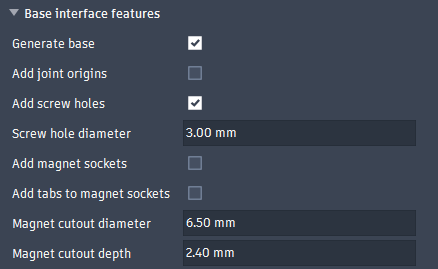 Base interface features
Generate base
Add joint origins
Add screw holes
Screw hole diameter 3.00 mm
Add magnet sockets
Add tabs to magnet sockets
Magnet cutout diameter 6.50 mm
Magnet cutout depth 2.40 mm